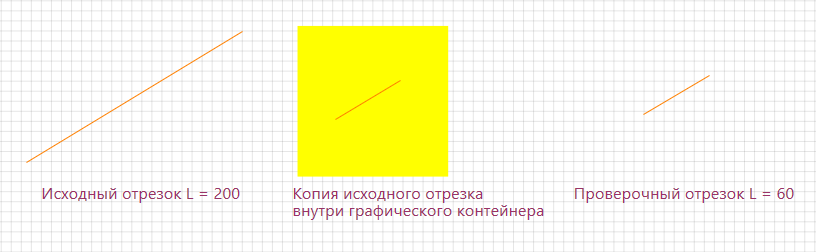 Исходный отрезок L = 200
Копия исходного отрезка
внутри графического контейнера
Проверочный отрезок L = 60